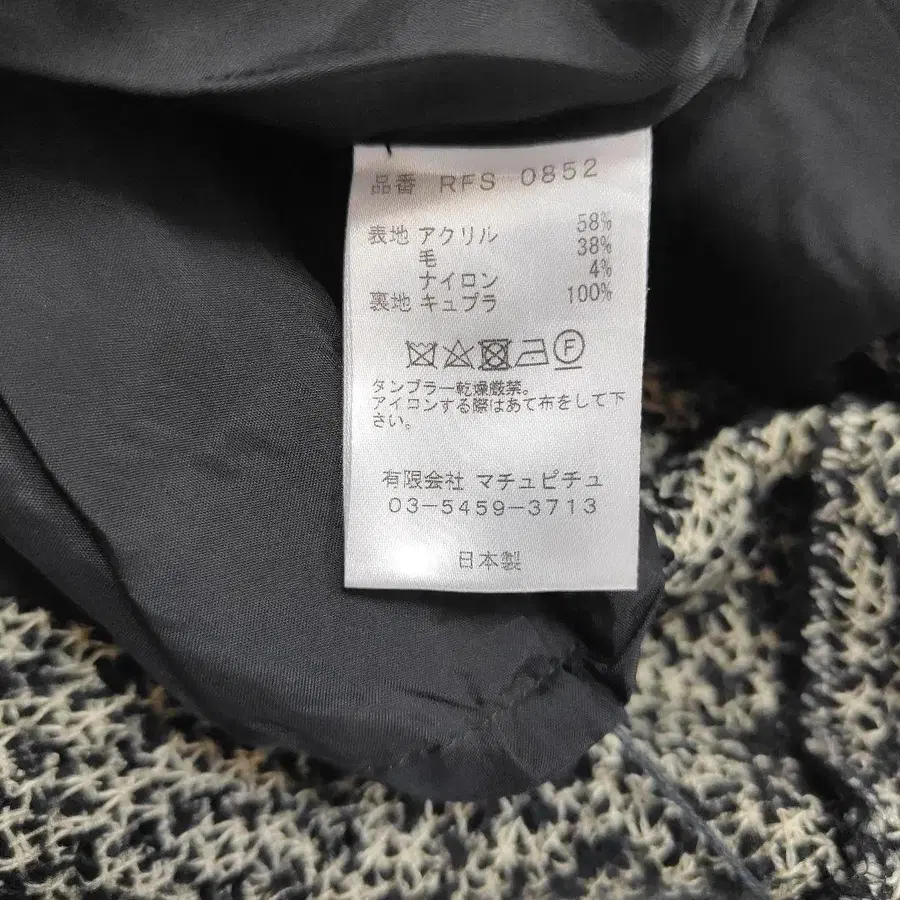 品番 RFS 0852
表地 アクリル 58%
毛 38%
ナイロン 4%
裏地 キュプラ 100%
F
タンブラー乾燥厳禁。
アイロンする際はあて布をして下
さい。
有限会社 マチュピチュ
03-5459-3713
日本製